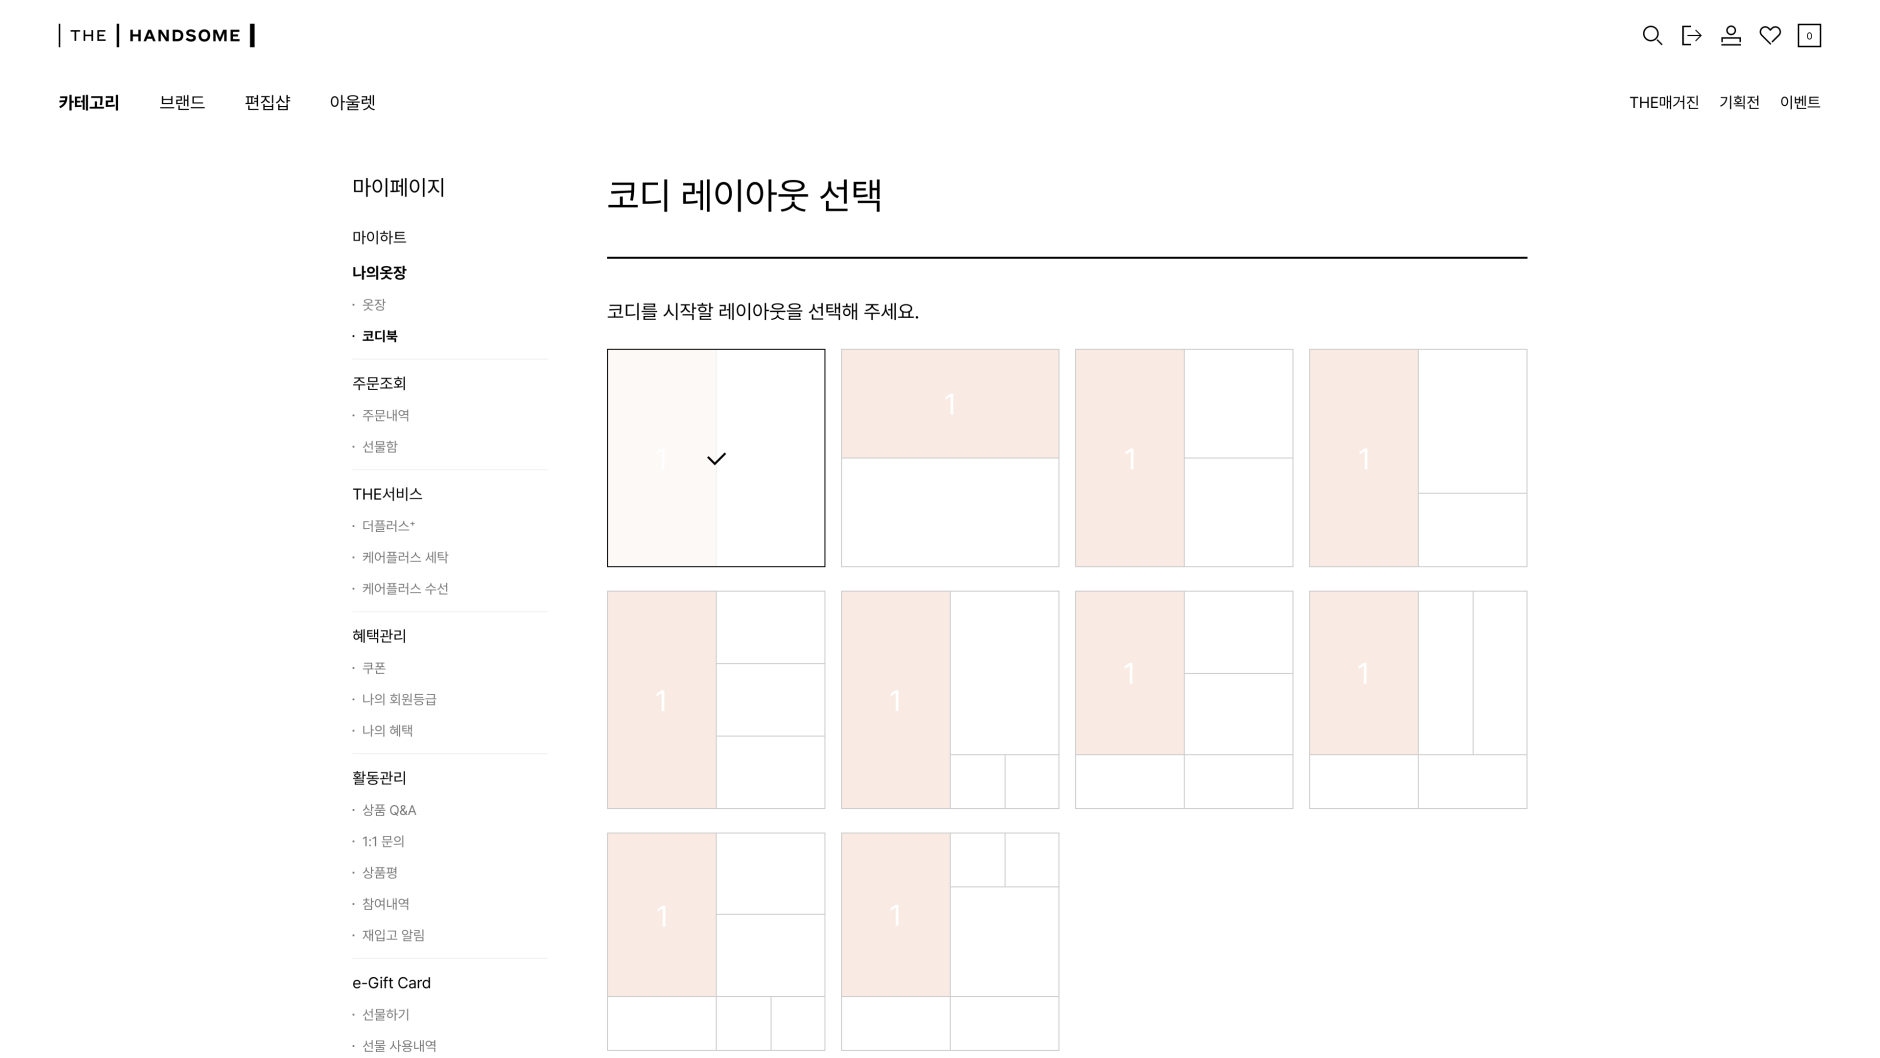 THE HANDSOME
0
카테고리 브랜드 편집샵 아울렛
THE매거진 기획전 이벤트
마이페이지
마이하트
나의옷장
· 옷장
· 코디북
주문조회
· 주문내역
· 선물함
THE서비스
· 더플러스⁺
· 케어플러스 세탁
· 케어플러스 수선
혜택관리
· 쿠폰
· 나의 회원등급
· 나의 혜택
활동관리
· 상품 Q&A
· 1:1 문의
· 상품평
· 참여내역
· 재입고 알림
e-Gift Card
· 선물하기
· 선물 사용내역
코디 레이아웃 선택
코디를 시작할 레이아웃을 선택해 주세요.
1 1 1 1
1 1 1 1
1 1